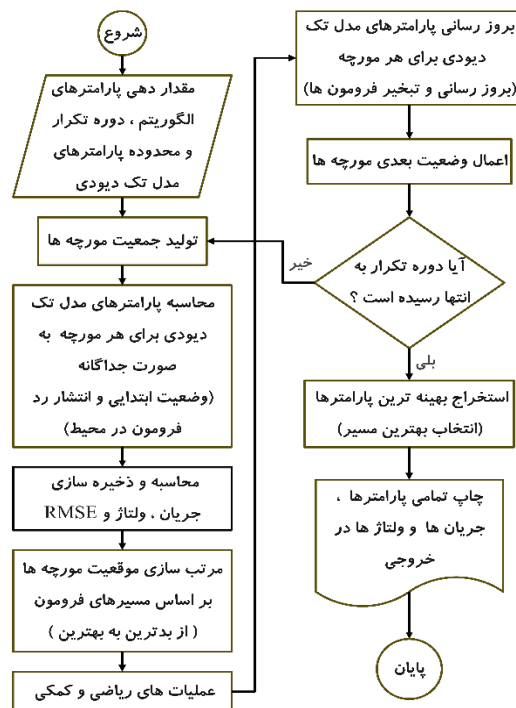 شروع
مقدار دهی پارامترهای
الگوریتم ، دوره تکرار
و محدوده پارامترهای
مدل تک دیودی
تولید جمعیت مورچه ها
محاسبه پارامترهای مدل تک
دیودی برای هر مورچه به
صورت جداگانه
(وضعیت ابتدایی و انتشار رد
فرومون در محیط)
محاسبه و ذخیره سازی
جریان ، ولتاژ و RMSE
مرتب سازی موقعیت مورچه ها
بر اساس مسیرهای فرومون
( از بدترین به بهترین )
عملیات های ریاضی و کمکی
بروز رسانی پارامترهای مدل تک
دیودی برای هر مورچه
(بروز رسانی و تبخیر فرومون ها)
اعمال وضعیت بعدی مورچه ها
آیا دوره تکرار به
انتها رسیده است ؟
خیر
بلی
استخراج بهینه ترین پارامترها
(انتخاب بهترین مسیر)
چاپ تمامی پارامترها ،
جریان ها و ولتاژ ها در
خروجی
پایان